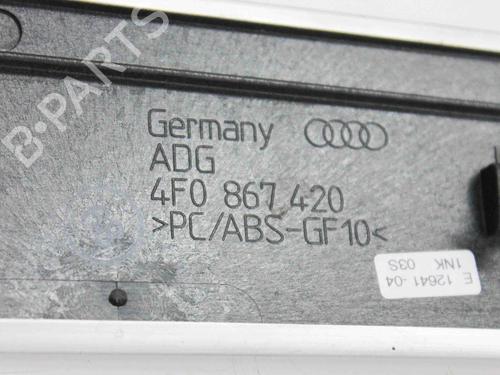 B-PARTS
Germany
ADG
4F0 867 420
>PC/ABS-GF10<
E 12641-04
1NK 03S